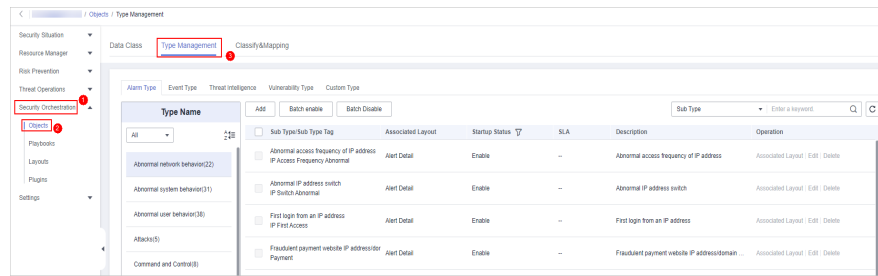 / Objects / Type Management
Security Situation
Resource Manager
Risk Prevention
Threat Operations
Security Orchestration
1
Objects
2
Playbooks
Layouts
Plugins
Settings
Data Class Type Management Classify&Mapping
3
Alarm Type Event Type Threat Intelligence Vulnerability Type Custom Type
Type Name
All
Abnormal network behavior(22)
Abnormal system behavior(31)
Abnormal user behavior(38)
Attacks(5)
Command and Control(8)
Add Batch enable Batch Disable Sub Type Enter a keyword.
Sub Type/Sub Type Tag Associated Layout Startup Status SLA Description Operation
Abnormal access frequency of IP address
IP Access Frequency Abnormal
Alert Detail Enable -- Abnormal access frequency of IP address Associated Layout | Edit | Delete
Abnormal IP address switch
IP Switch Abnormal
Alert Detail Enable -- Abnormal IP address switch Associated Layout | Edit | Delete
First login from an IP address
IP First Access
Alert Detail Enable -- First login from an IP address Associated Layout | Edit | Delete
Fraudulent payment website IP address/dor
Payment
Alert Detail Enable -- Fraudulent payment website IP address/domain ... Associated Layout | Edit | Delete